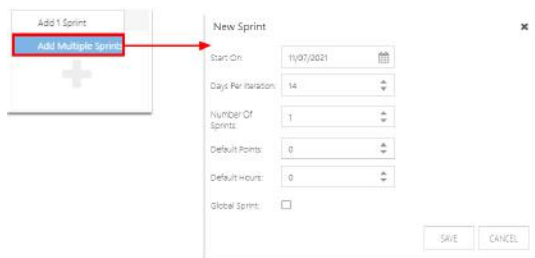 Add 1 Sprint
Add Multiple Sprints
New Sprint
Start On: 11/07/2021
Days Per Iteration: 14
Number Of
Sprints: 1
Default Points: 0
Default Hours: 0
Global Sprint:
SAVE CANCEL